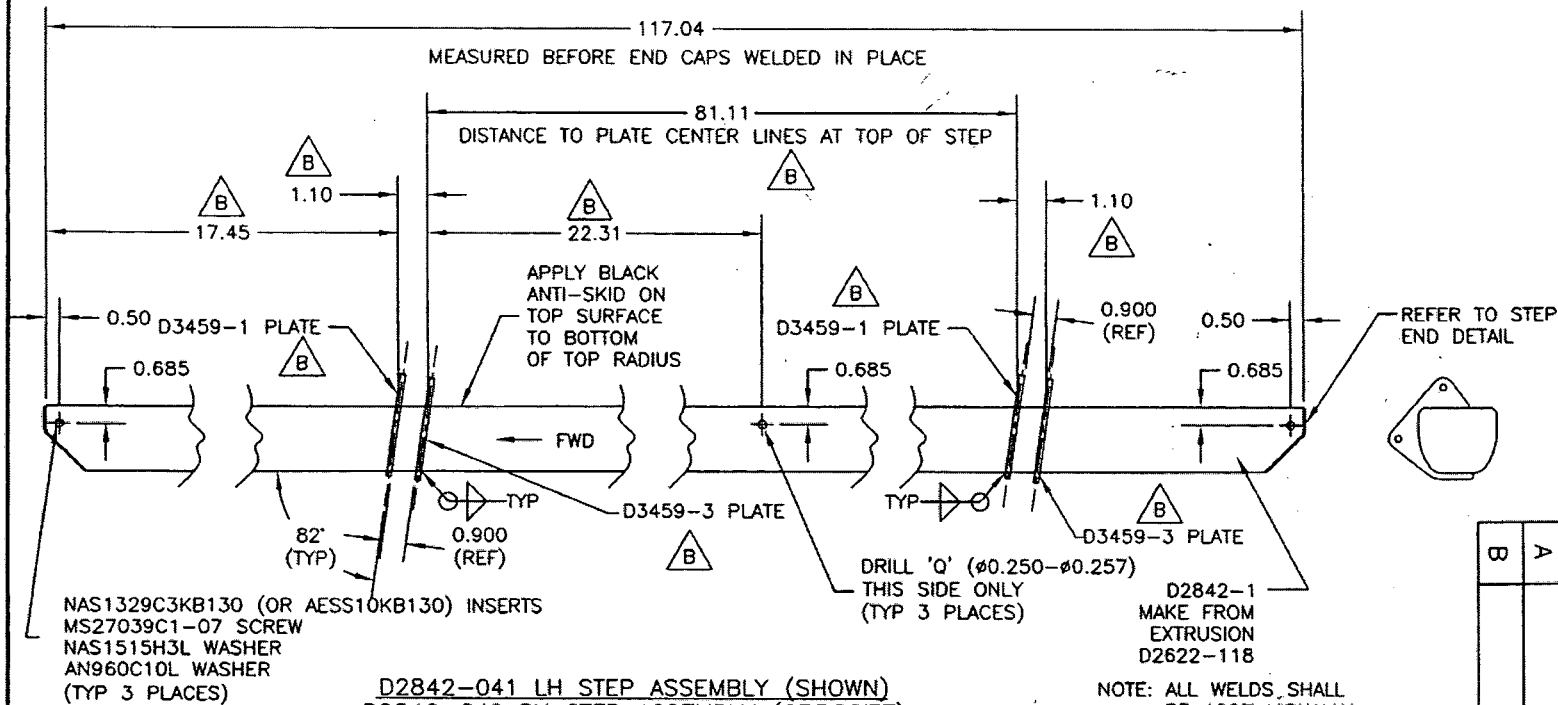 117.04
MEASURED BEFORE END CAPS WELDED IN PLACE
81.11
DISTANCE TO PLATE CENTER LINES AT TOP OF STEP
B
1.10
B
17.45
B
22.31
B
1.10
B
APPLY BLACK
ANTI-SKID ON
TOP SURFACE
TO BOTTOM
OF TOP RADIUS
B
D3459-1 PLATE
0.900
(REF)
0.50
REFER TO STEP
END DETAIL
0.50
D3459-1 PLATE
B
0.685
0.685
0.685
FWD
TYP
D3459-3 PLATE
B
TYP
D3459-3 PLATE
B
82°
(TYP)
0.900
(REF)
DRILL 'Q' (ø0.250-ø0.257)
THIS SIDE ONLY
(TYP 3 PLACES)
D2842-1
MAKE FROM
EXTRUSION
D2622-118
NAS1329C3KB130 (OR AESS10KB130) INSERTS
MS27039C1-07 SCREW
NAS1515H3L WASHER
AN960C10L WASHER
(TYP 3 PLACES)
D2842-041 LH STEP ASSEMBLY (SHOWN)
NOTE: ALL WELDS SHALL
A
B